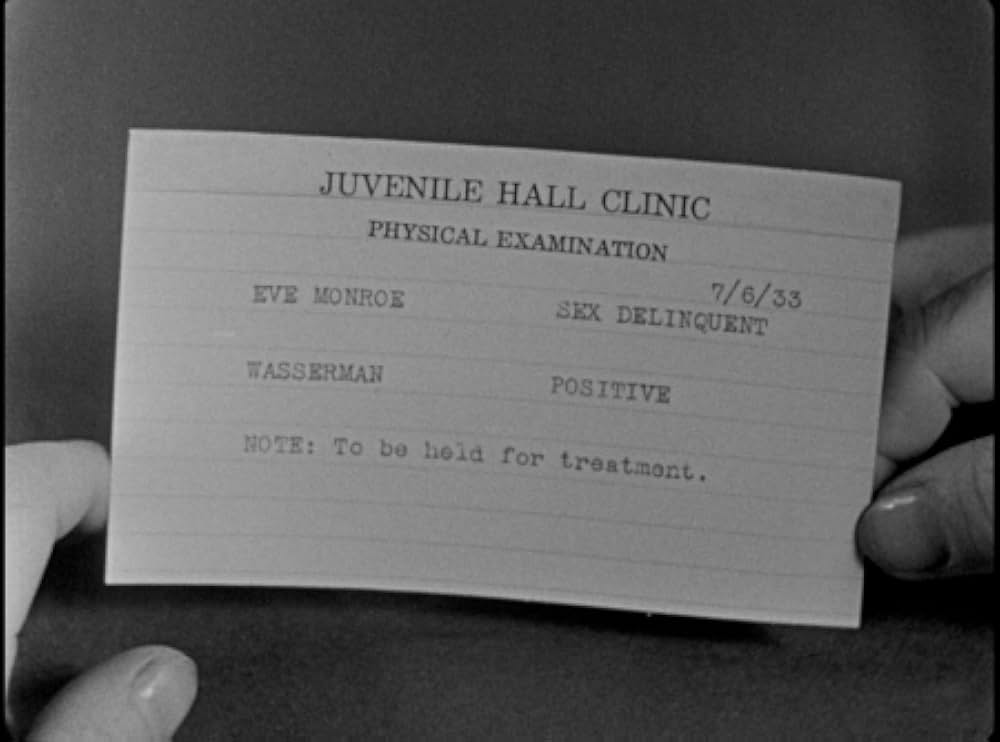 JUVENILE HALL CLINIC
PHYSICAL EXAMINATION
7/6/33
EVE MONROE SEX DELINQUENT
WASSERMAN POSITIVE
NOTE: To be held for treatment.